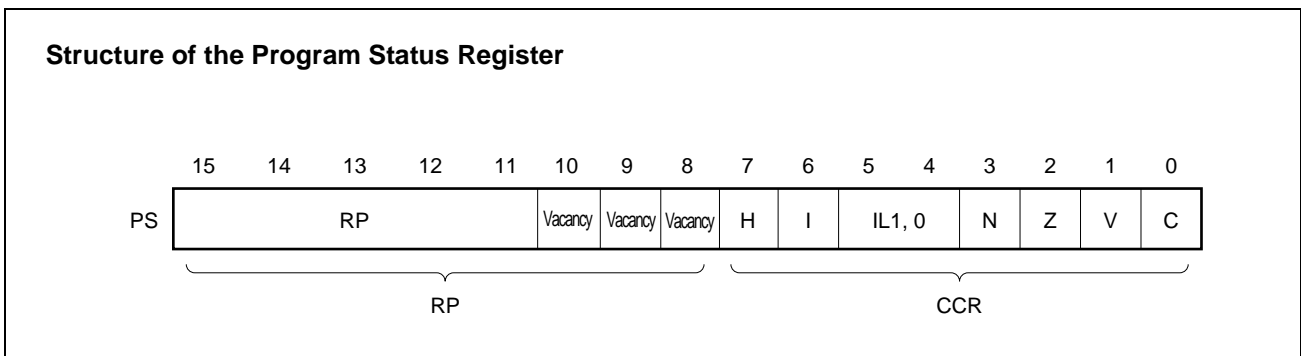 Structure of the Program Status Register
15 14 13 12 11 10 9 8 7 6 5 4 3 2 1 0
PS RP Vacancy Vacancy Vacancy H I IL1, 0 N Z V C
RP CCR